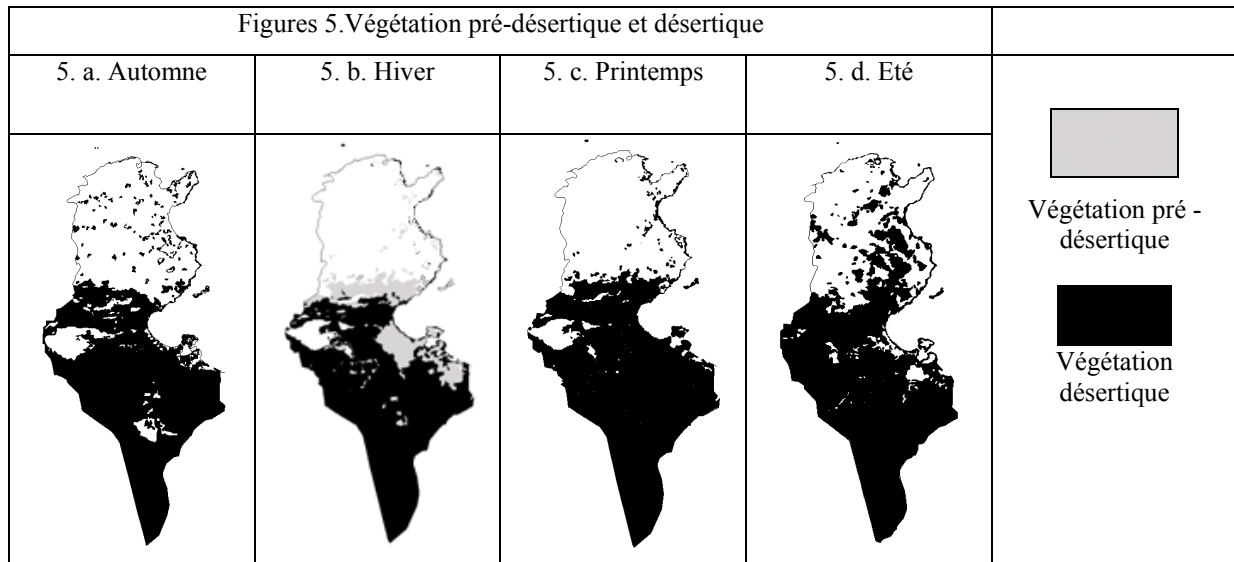 Figures 5.Végétation pré-désertique et désertique
5. a. Automne
5. b. Hiver
5. c. Printemps
5. d. Eté
Végétation pré -
désertique
Végétation
désertique